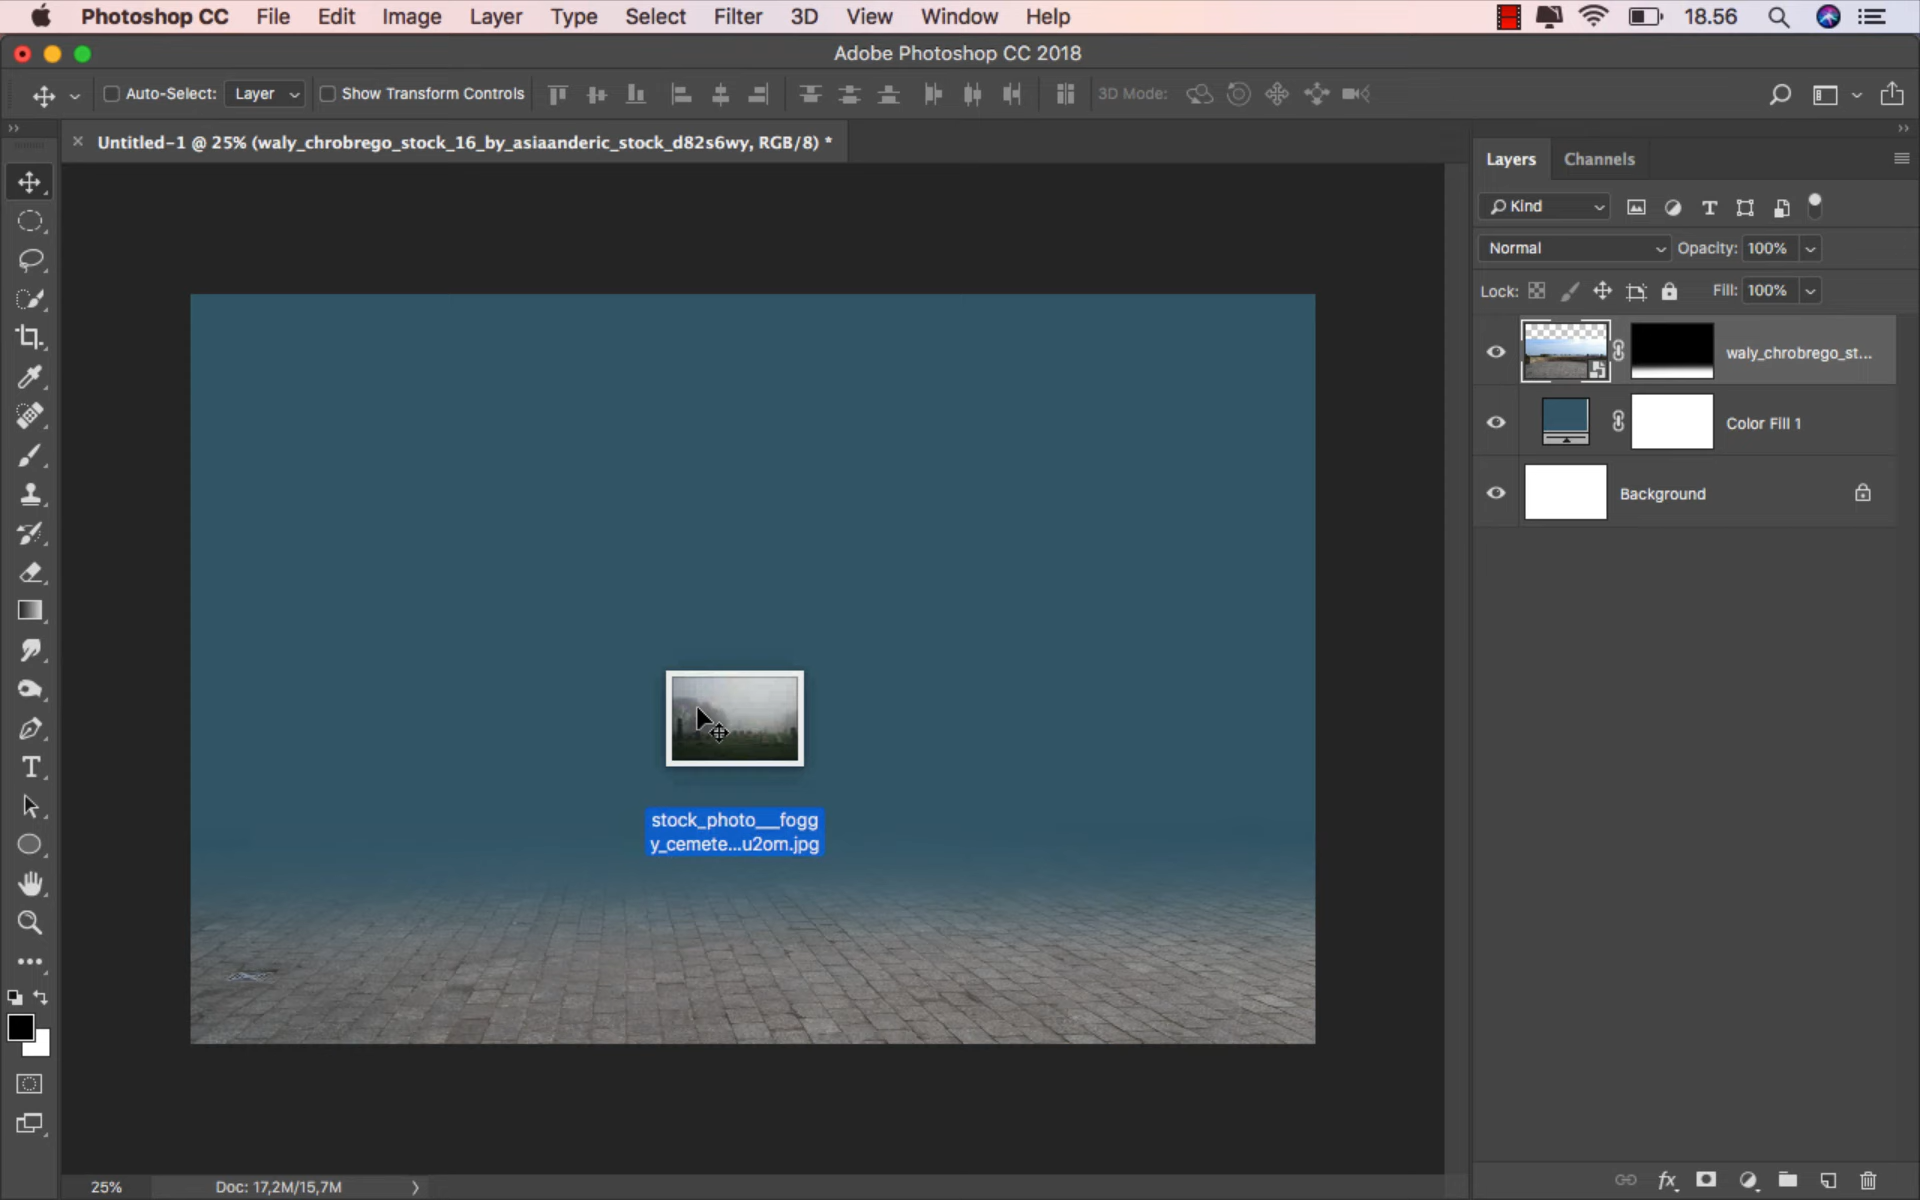 Photoshop CC File Edit Image Layer Type Select Filter 3D View Window Help 18.56
Adobe Photoshop CC 2018
Auto-Select: Layer Show Transform Controls 3D Mode:
Untitled-1 @ 25% (waly_chrobrego_stock_16_by_asiaanderic_stock_d82s6wy, RGB/8) *
Layers Channels
Kind
Normal Opacity: 100%
Lock: Fill: 100%
waly_chrobrego_st...
Color Fill 1
Background
stock_photo__fogg
y_cemete...u2om.jpg
25% Doc: 17,2M/15,7M